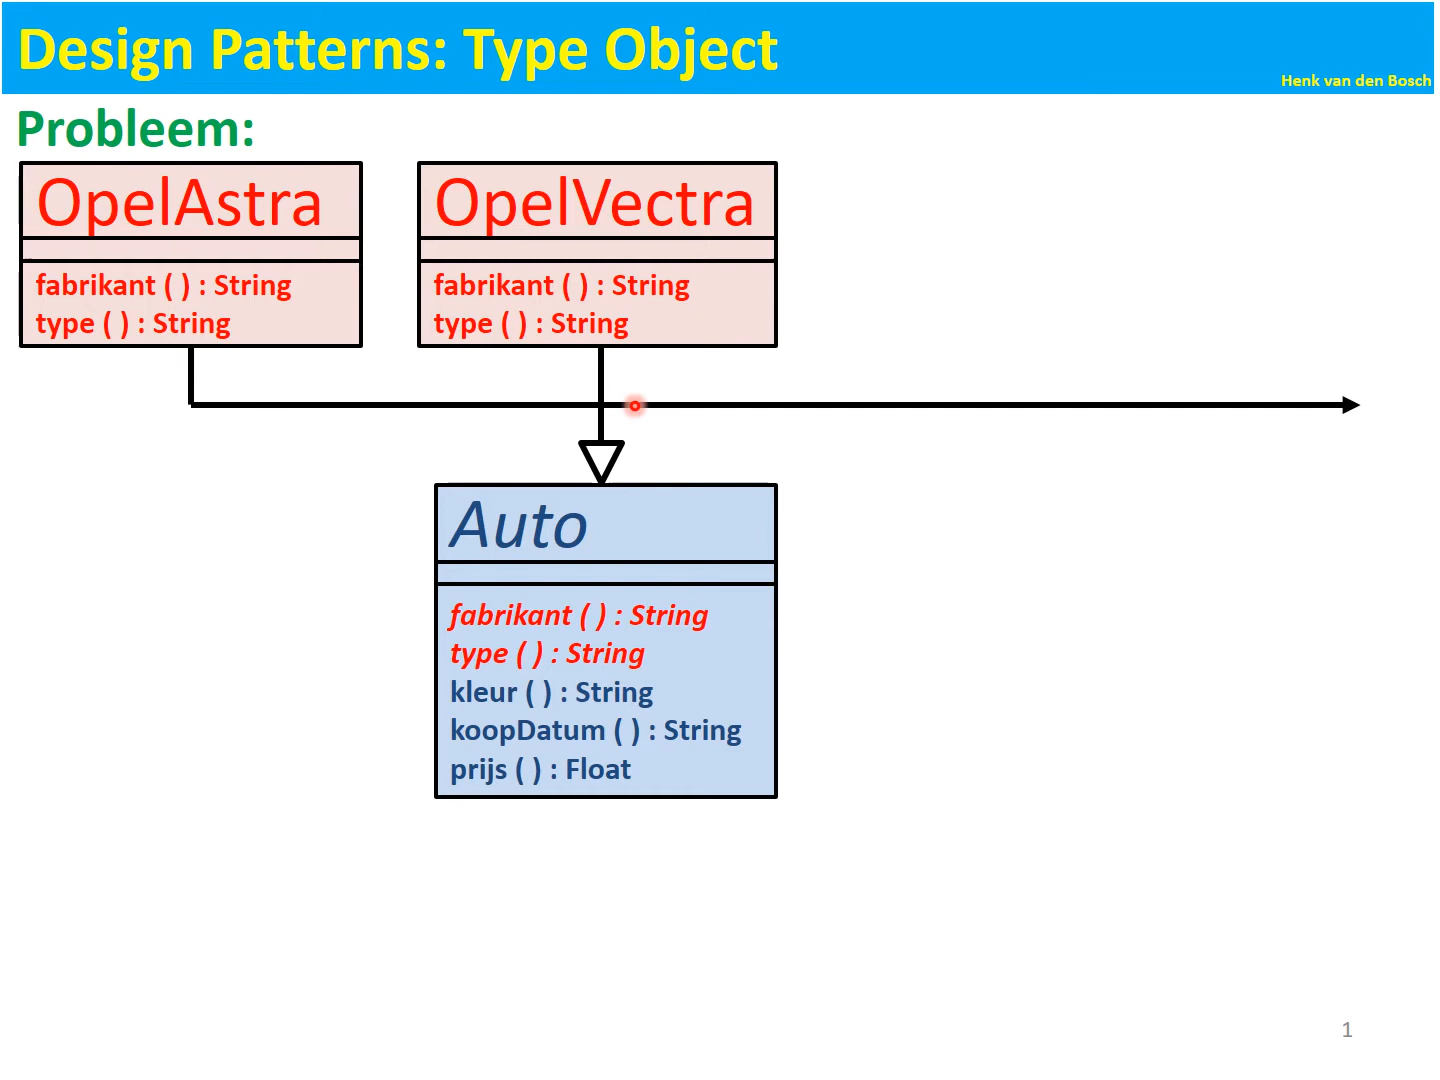 Design Patterns: Type Object
Henk van den Bosch
Probleem:
OpelAstra
fabrikant ( ) : String
type ( ) : String
OpelVectra
fabrikant ( ) : String
type ( ) : String
Auto
fabrikant ( ) : String
type ( ) : String
kleur ( ) : String
koopDatum ( ) : String
prijs ( ) : Float
1